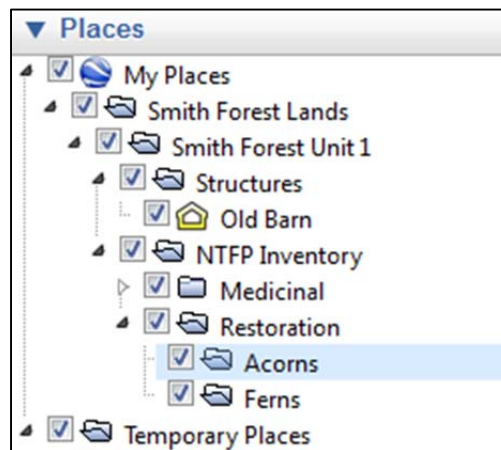 Places
My Places
Smith Forest Lands
Smith Forest Unit 1
Structures
Old Barn
NTFP Inventory
Medicinal
Restoration
Acorns
Ferns
Temporary Places